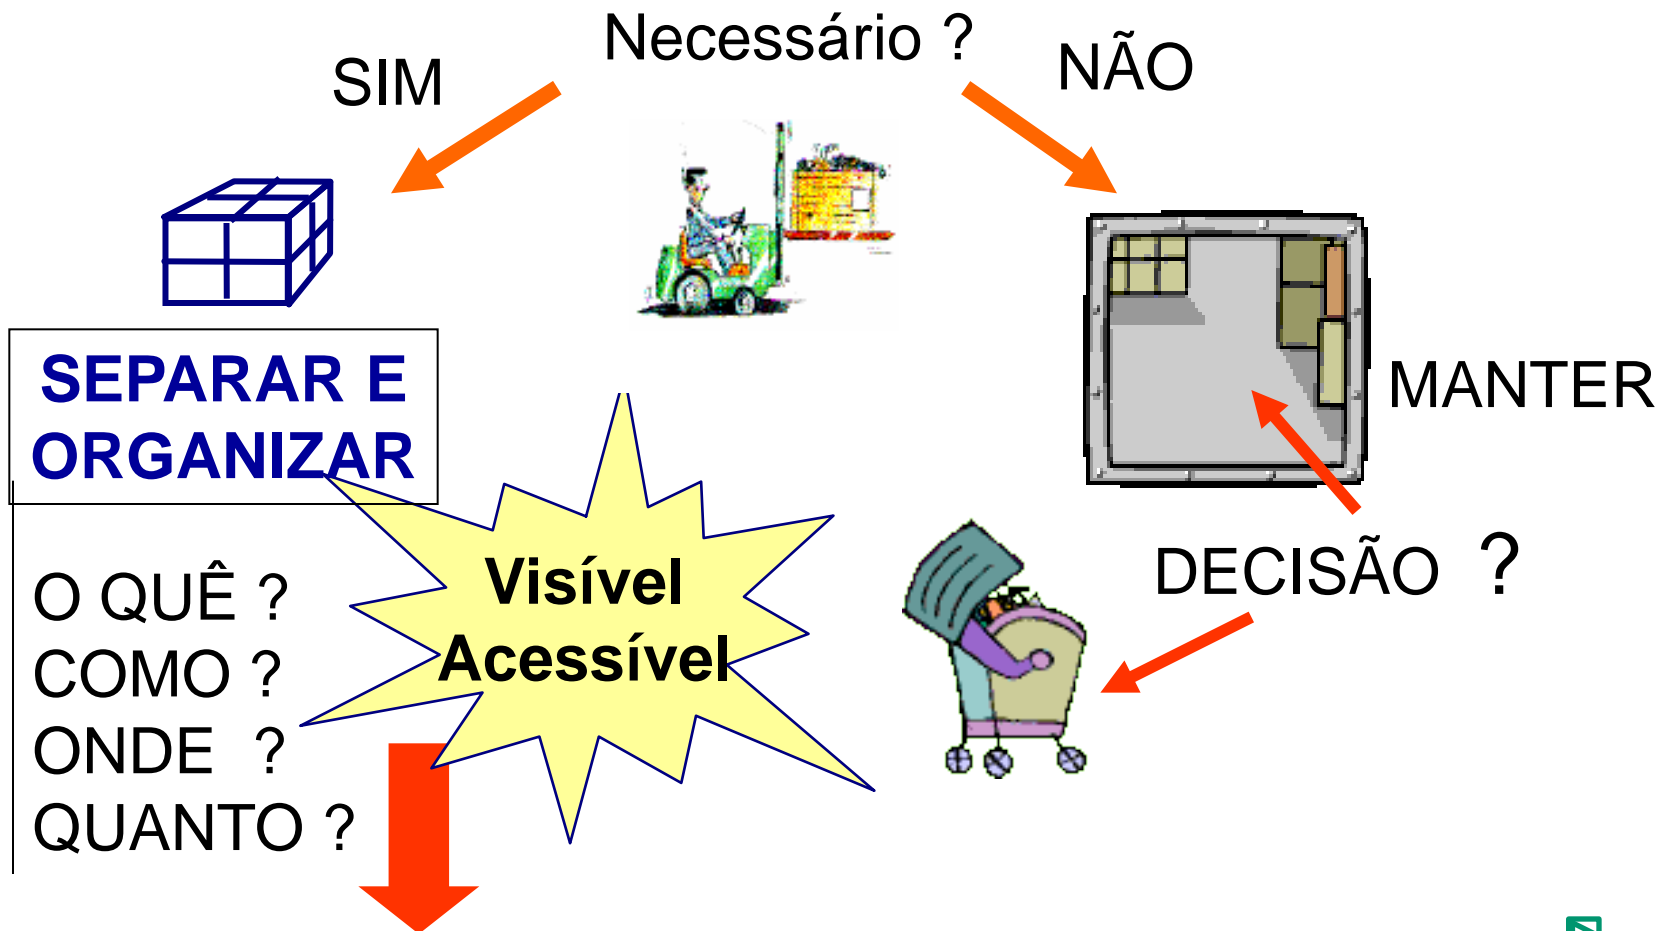 Necessário ?
SIM
NÃO
SEPARAR E
ORGANIZAR
MANTER
Visível
Acessível
DECISÃO ?
O QUÊ ?
COMO ?
ONDE ?
QUANTO ?